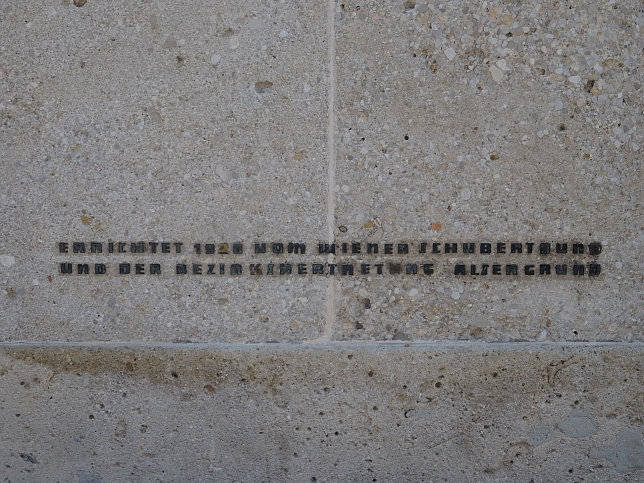 ERRICHTET 1928 VOM WIENER SCHUBERTBUND
UND DER BEZIRKSVERTRETUNG ALSERGRUND